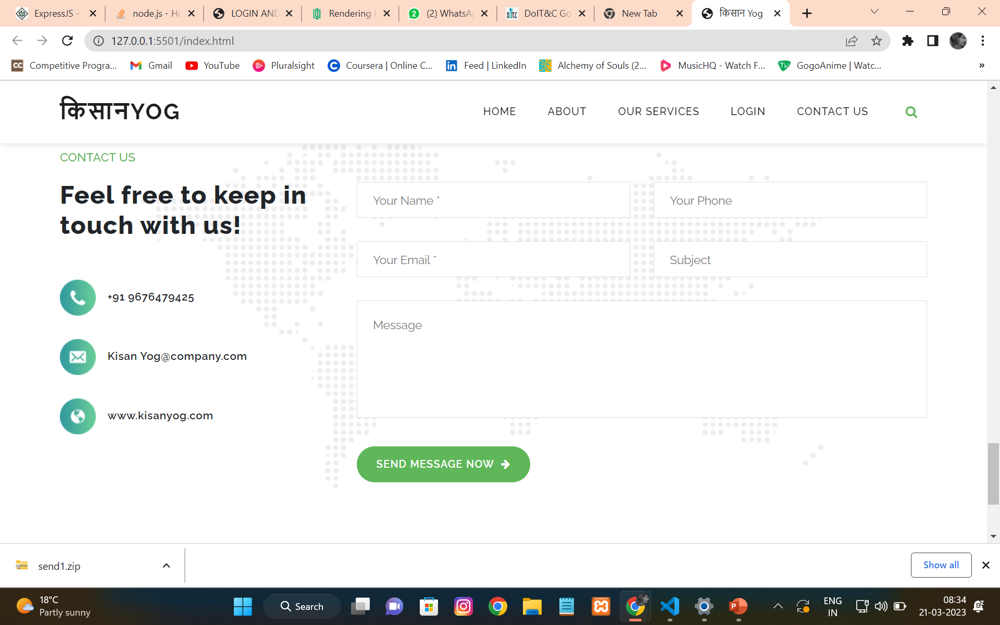 ExpressJS -
node.js - Ho
LOGIN AND
Rendering
(2) WhatsAp
DoIT&C Go
New Tab
किसान Yog
127.0.0.1:5501/index.html
Competitive Progra...
Gmail
YouTube
Pluralsight
Coursera | Online C...
Feed | LinkedIn
Alchemy of Souls (2...
MusicHQ - Watch F...
GogoAnime | Watc...
»
किसानYOG
HOME
ABOUT
OUR SERVICES
LOGIN
CONTACT US
CONTACT US
Feel free to keep in
touch with us!
+91 9676479425
Kisan Yog@company.com
www.kisanyog.com
Your Name *
Your Phone
Your Email *
Subject
Message
SEND MESSAGE NOW
send1.zip
Show all
18°C
Partly sunny
Search
ENG
IN
08:34
21-03-2023